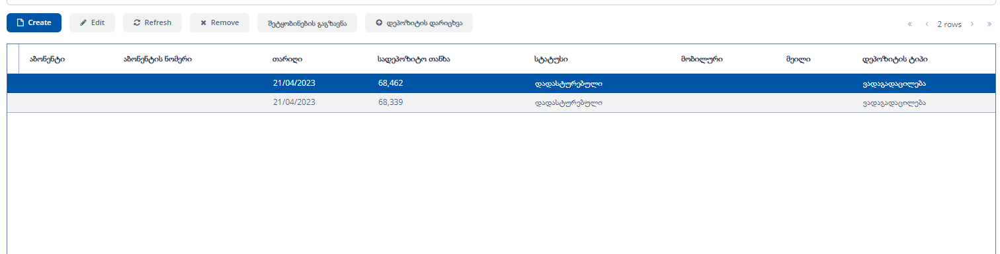 Create Edit Refresh Remove შეტყობინების გაგზავნა დეპოზიტის დარიცხვა « ‹ 2 rows › »
აბონენტი აბონენტის ნომერი თარიღი სადეპოზიტო თანხა სტატუსი მობილური მეილი დეპოზიტის ტიპი
21/04/2023 68,462 დადასტურებული ვადაგადაცილება
21/04/2023 68,339 დადასტურებული ვადაგადაცილება